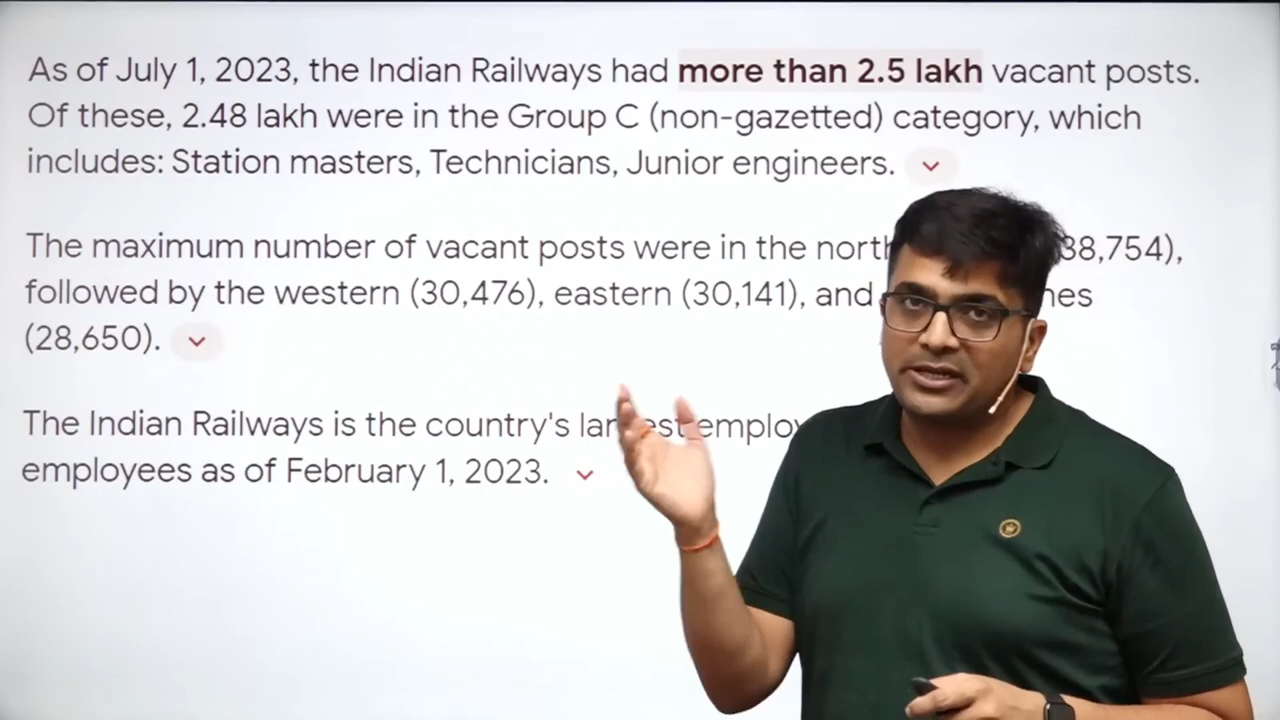 As of July 1, 2023, the Indian Railways had more than 2.5 lakh vacant posts.
Of these, 2.48 lakh were in the Group C (non-gazetted) category, which
includes: Station masters, Technicians, Junior engineers.
The maximum number of vacant posts were in the 38,754),
followed by the western (30,476), eastern (30,141), and
(28,650).
The Indian Railways is the country's
employees as of February 1, 2023.